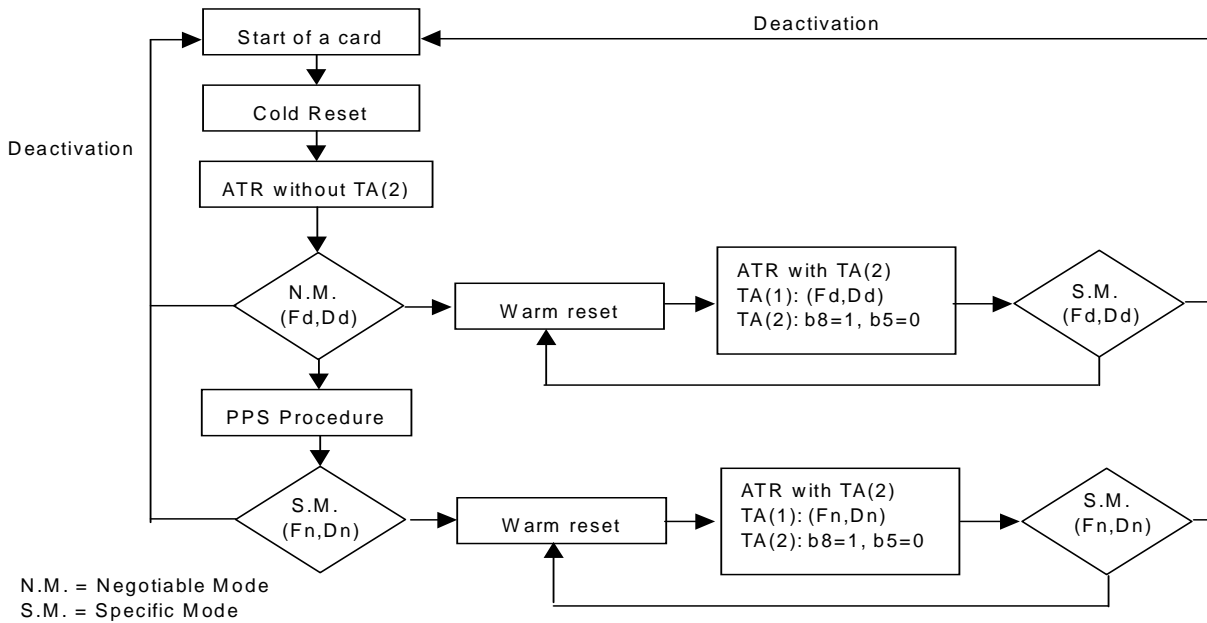 Deactivation
Start of a card
Cold Reset
Deactivation
ATR without TA(2)
N.M.
(Fd,Dd)
Warm reset
ATR with TA(2)
TA(1): (Fd,Dd)
TA(2): b8=1, b5=0
S.M.
(Fd,Dd)
PPS Procedure
S.M.
(Fn,Dn)
Warm reset
ATR with TA(2)
TA(1): (Fn,Dn)
TA(2): b8=1, b5=0
S.M.
(Fn,Dn)
N.M. = Negotiable Mode
S.M. = Specific Mode